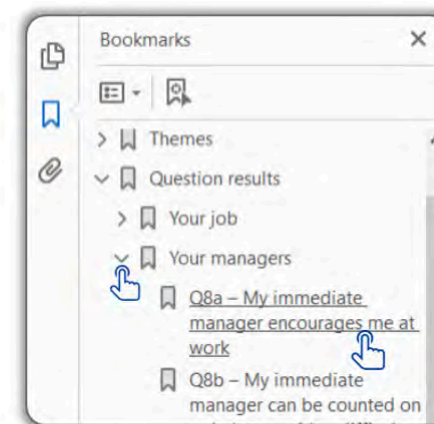 Bookmarks
Themes
Question results
Your job
Your managers
Q8a – My immediate
manager encourages me at
work
Q8b – My immediate
manager can be counted on